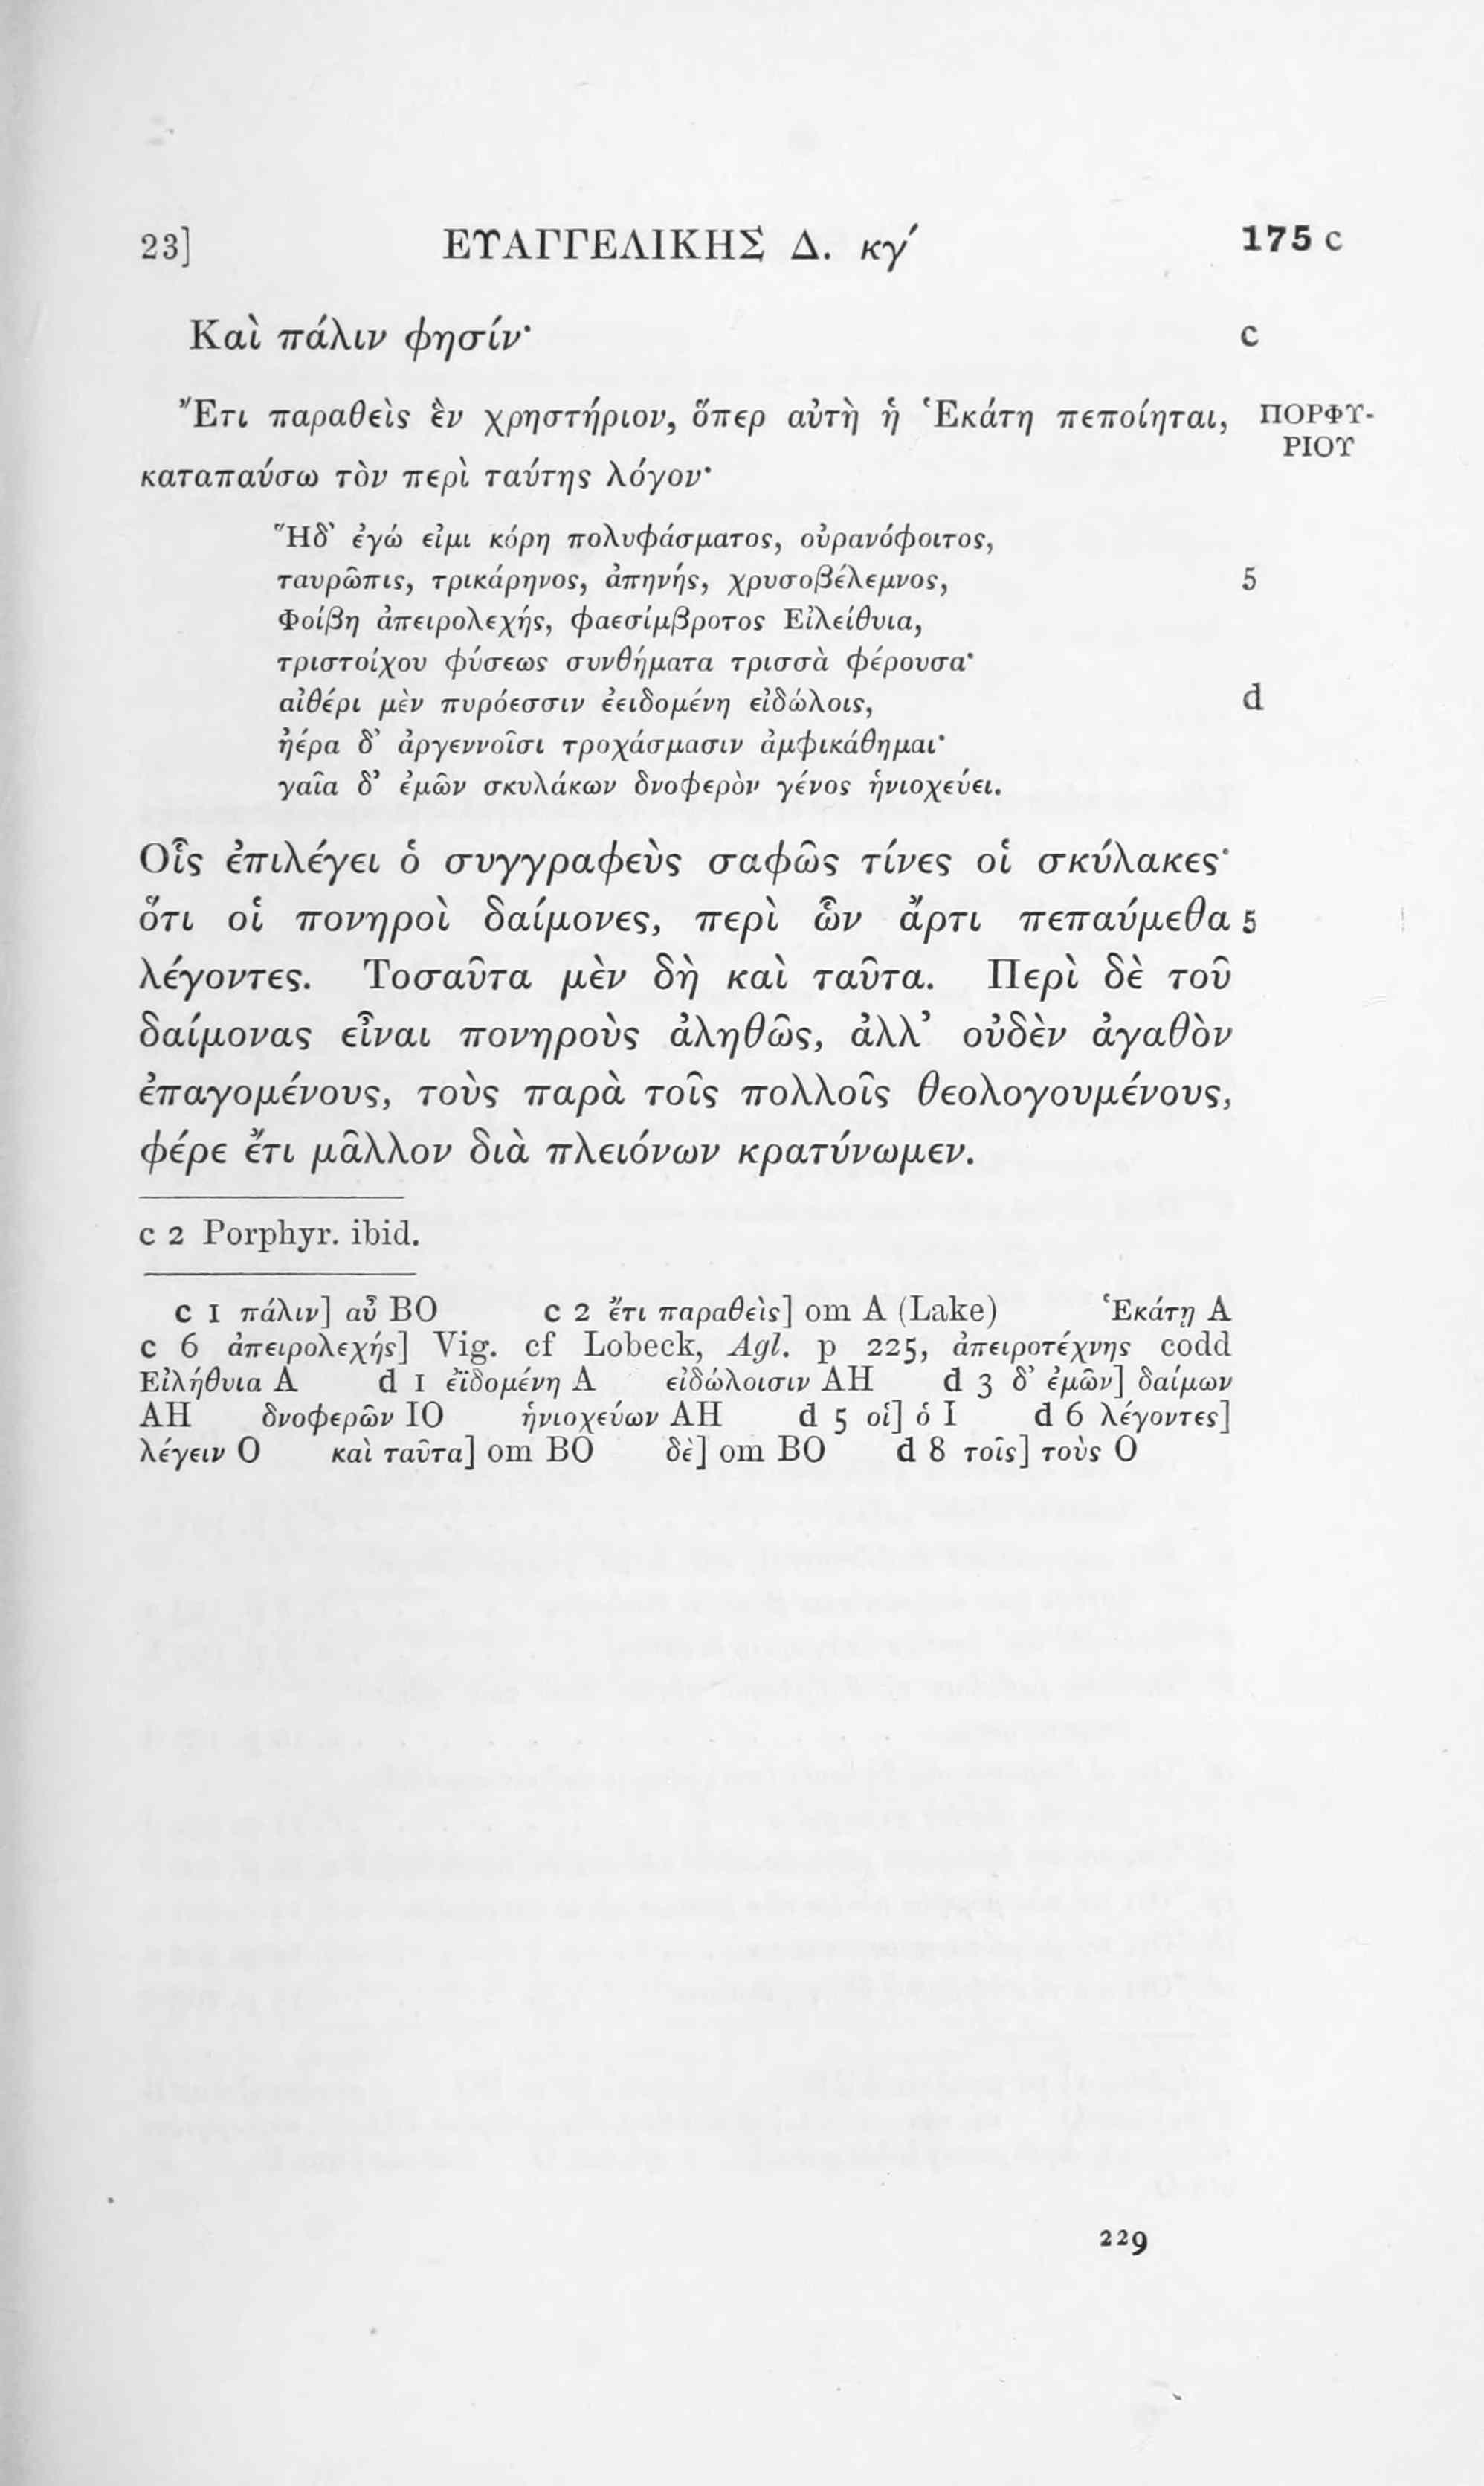 23] ΕΥΑΓΓΕΛΙΚΗΣ Δ. κγ′ 175 c
Καὶ πάλιν φησίν· c
Ἔτι παραθεὶς ἓν χρηστήριον, ὅπερ αὐτὴ ἡ Ἑκάτη πεποίηται, ΠΟΡΦΥ-
ΡΙΟΥ
καταπαύσω τὸν περὶ ταύτης λόγον·
Ἥδ’ ἐγώ εἰμι κόρη πολυφάσματος, οὐρανόφοιτος,
ταυρῶπις, τρικάρηνος, ἀπηνής, χρυσοβέλεμνος, 5
Φοίβη ἀπειρολεχής, φαεσίμβροτος Εἰλείθυια,
τριστοίχου φύσεως συνθήματα τρισσὰ φέρουσα·
αἰθέρι μὲν πυρόεσσιν ἐειδομένη εἰδώλοις, d
ἠέρα δ’ ἀργεννοῖσι τροχάσμασιν ἀμφικάθημαι·
γαῖα δ’ ἐμῶν σκυλάκων δνοφερὸν γένος ἡνιοχεύει.
Οἷς ἐπιλέγει ὁ συγγραφεὺς σαφῶς τίνες οἱ σκύλακες·
ὅτι οἱ πονηροὶ δαίμονες, περὶ ὧν ἄρτι πεπαύμεθα 5
λέγοντες. Τοσαῦτα μὲν δὴ καὶ ταῦτα. Περὶ δὲ τοῦ
δαίμονας εἶναι πονηροὺς ἀληθῶς, ἀλλ’ οὐδὲν ἀγαθὸν
ἐπαγομένους, τοὺς παρὰ τοῖς πολλοῖς θεολογουμένους,
φέρε ἔτι μᾶλλον διὰ πλειόνων κρατύνωμεν.
c 2 Porphyr. ibid.
c 1 πάλιν] αὖ BO c 2 ἔτι παραθεὶς] om A (Lake) Ἑκάτῃ A
c 6 ἀπειρολεχής] Vig. cf Lobeck, Agl. p 225, ἀπειροτέχνης codd
Εἰλήθυια A d 1 ἐϊδομένη A εἰδώλοισιν AH d 3 δ’ ἐμῶν] δαίμων
AH δνοφερῶν IO ἡνιοχεύων AH d 5 οἱ] ὁ I d 6 λέγοντες]
λέγειν O καὶ ταῦτα] om BO δὲ] om BO d 8 τοῖς] τοὺς O
229